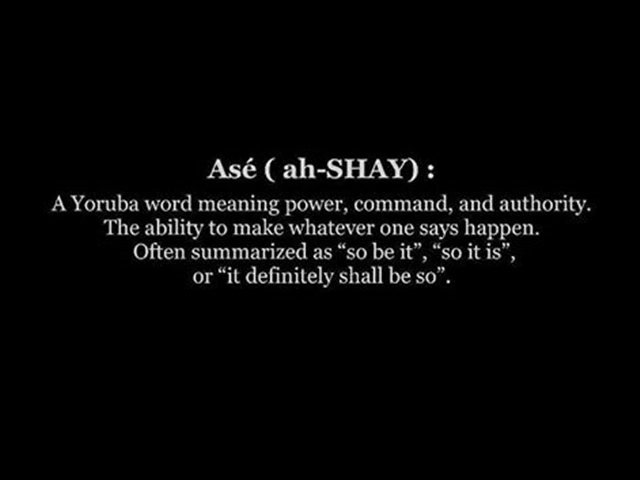 Asé ( ah-SHAY) :
A Yoruba word meaning power, command, and authority.
The ability to make whatever one says happen.
Often summarized as “so be it”, “so it is”,
or “it definitely shall be so”.